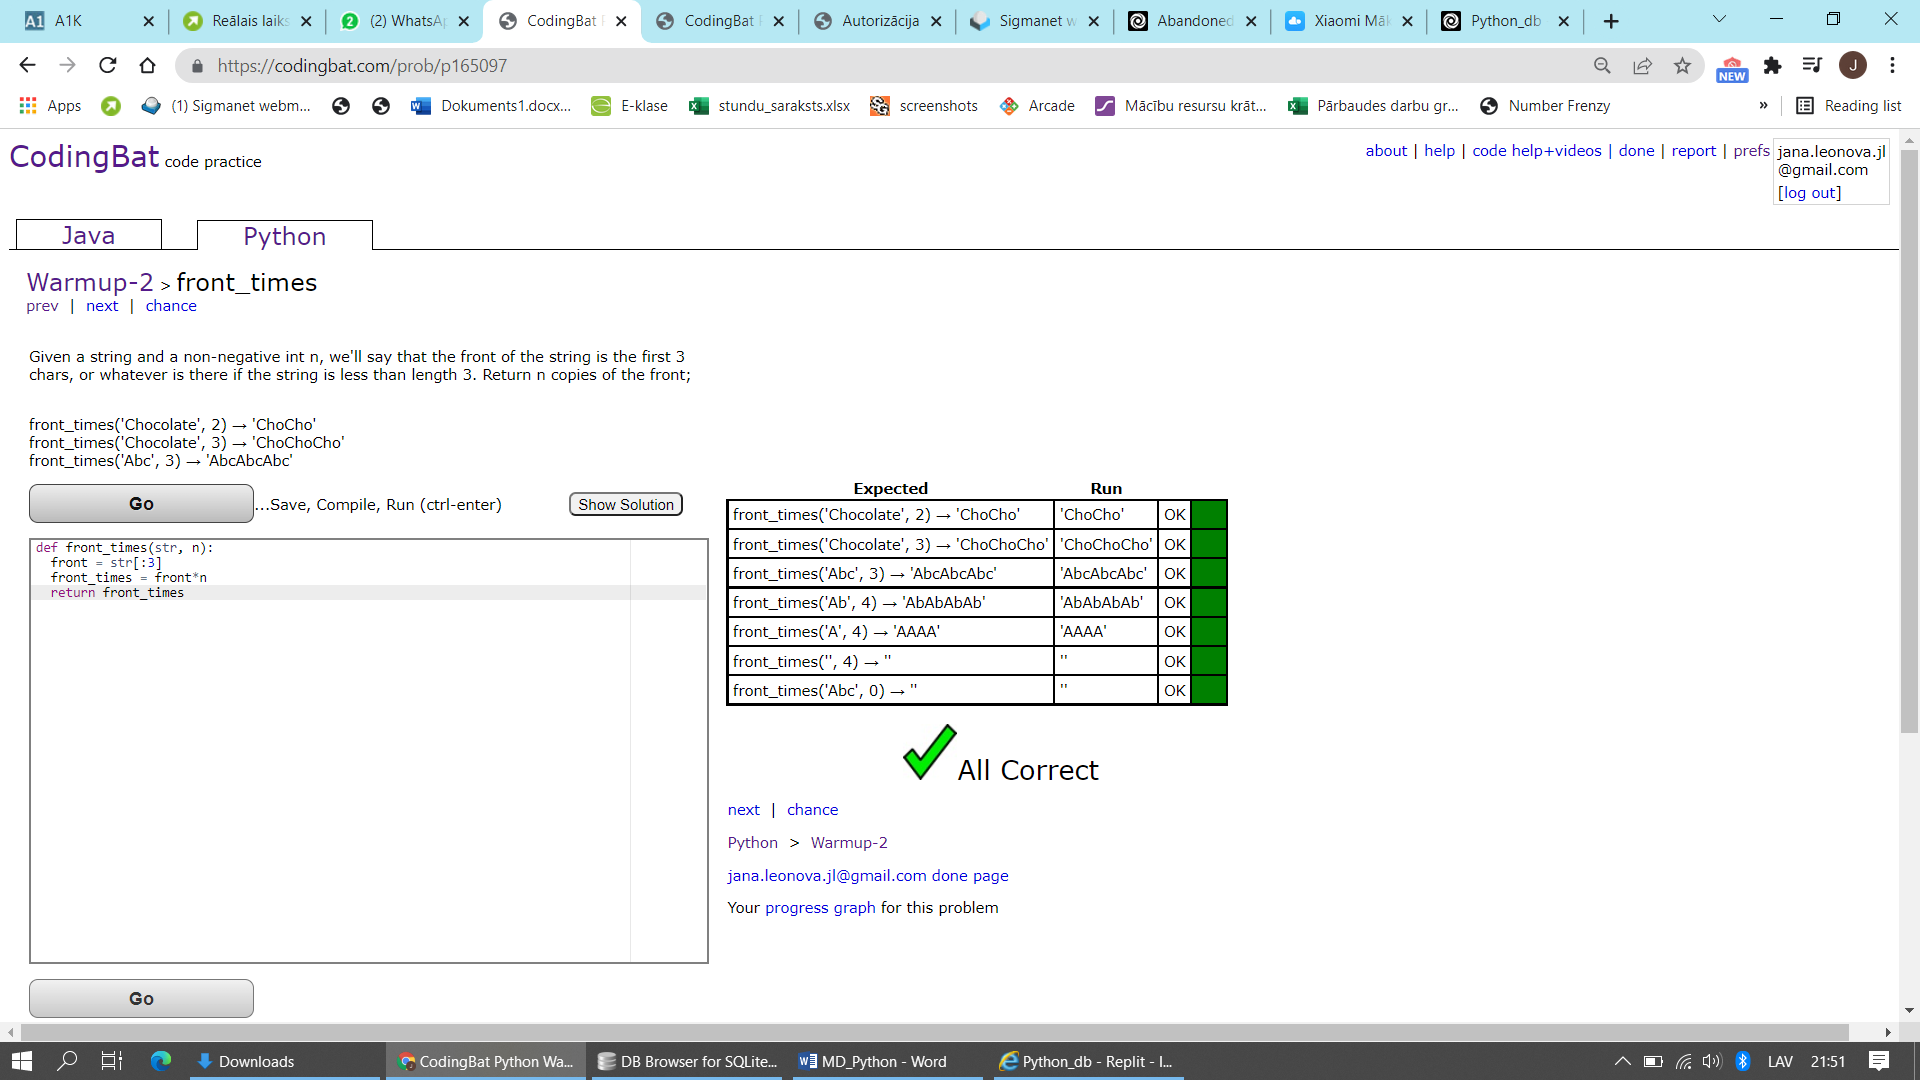 A1K
Reālais laiks
(2) WhatsAp
CodingBat P
CodingBat P
Autorizācija
Sigmanet w
Abandoned
Xiaomi Māk
Python_db
https://codingbat.com/prob/p165097
NEW
J
Apps
(1) Sigmanet webm...
Dokuments1.docx...
E-klase
stundu_saraksts.xlsx
screenshots
Arcade
Mācību resursu krāt...
Pārbaudes darbu gr...
Number Frenzy
»
Reading list
CodingBat code practice
about | help | code help+videos | done | report | prefs
jana.leonova.jl
@gmail.com
[log out]
Java
Python
Warmup-2 > front_times
prev | next | chance
Given a string and a non-negative int n, we'll say that the front of the string is the first 3
chars, or whatever is there if the string is less than length 3. Return n copies of the front;
front_times('Chocolate', 2) → 'ChoCho'
front_times('Chocolate', 3) → 'ChoChoCho'
front_times('Abc', 3) → 'AbcAbcAbc'
Go ...Save, Compile, Run (ctrl-enter) Show Solution
def front_times(str, n):
  front = str[:3]
  front_times = front*n
  return front_times
Go
Expected Run
front_times('Chocolate', 2) → 'ChoCho' 'ChoCho' OK
front_times('Chocolate', 3) → 'ChoChoCho' 'ChoChoCho' OK
front_times('Abc', 3) → 'AbcAbcAbc' 'AbcAbcAbc' OK
front_times('Ab', 4) → 'AbAbAbAb' 'AbAbAbAb' OK
front_times('A', 4) → 'AAAA' 'AAAA' OK
front_times('', 4) → '' '' OK
front_times('Abc', 0) → '' '' OK
All Correct
next | chance
Python > Warmup-2
jana.leonova.jl@gmail.com done page
Your progress graph for this problem
Downloads
CodingBat Python Wa...
DB Browser for SQLite...
MD_Python - Word
Python_db - Replit - I...
LAV
21:51